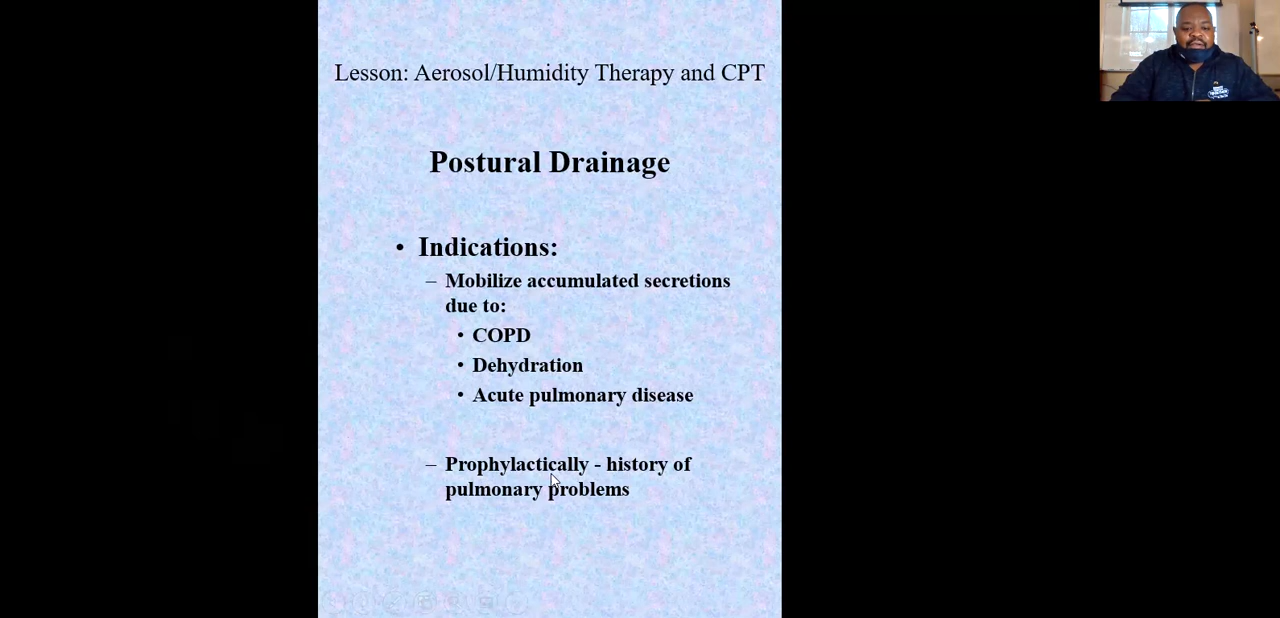 Lesson: Aerosol/Humidity Therapy and CPT
Postural Drainage
• Indications:
– Mobilize accumulated secretions
due to:
• COPD
• Dehydration
• Acute pulmonary disease
– Prophylactically - history of
pulmonary problems